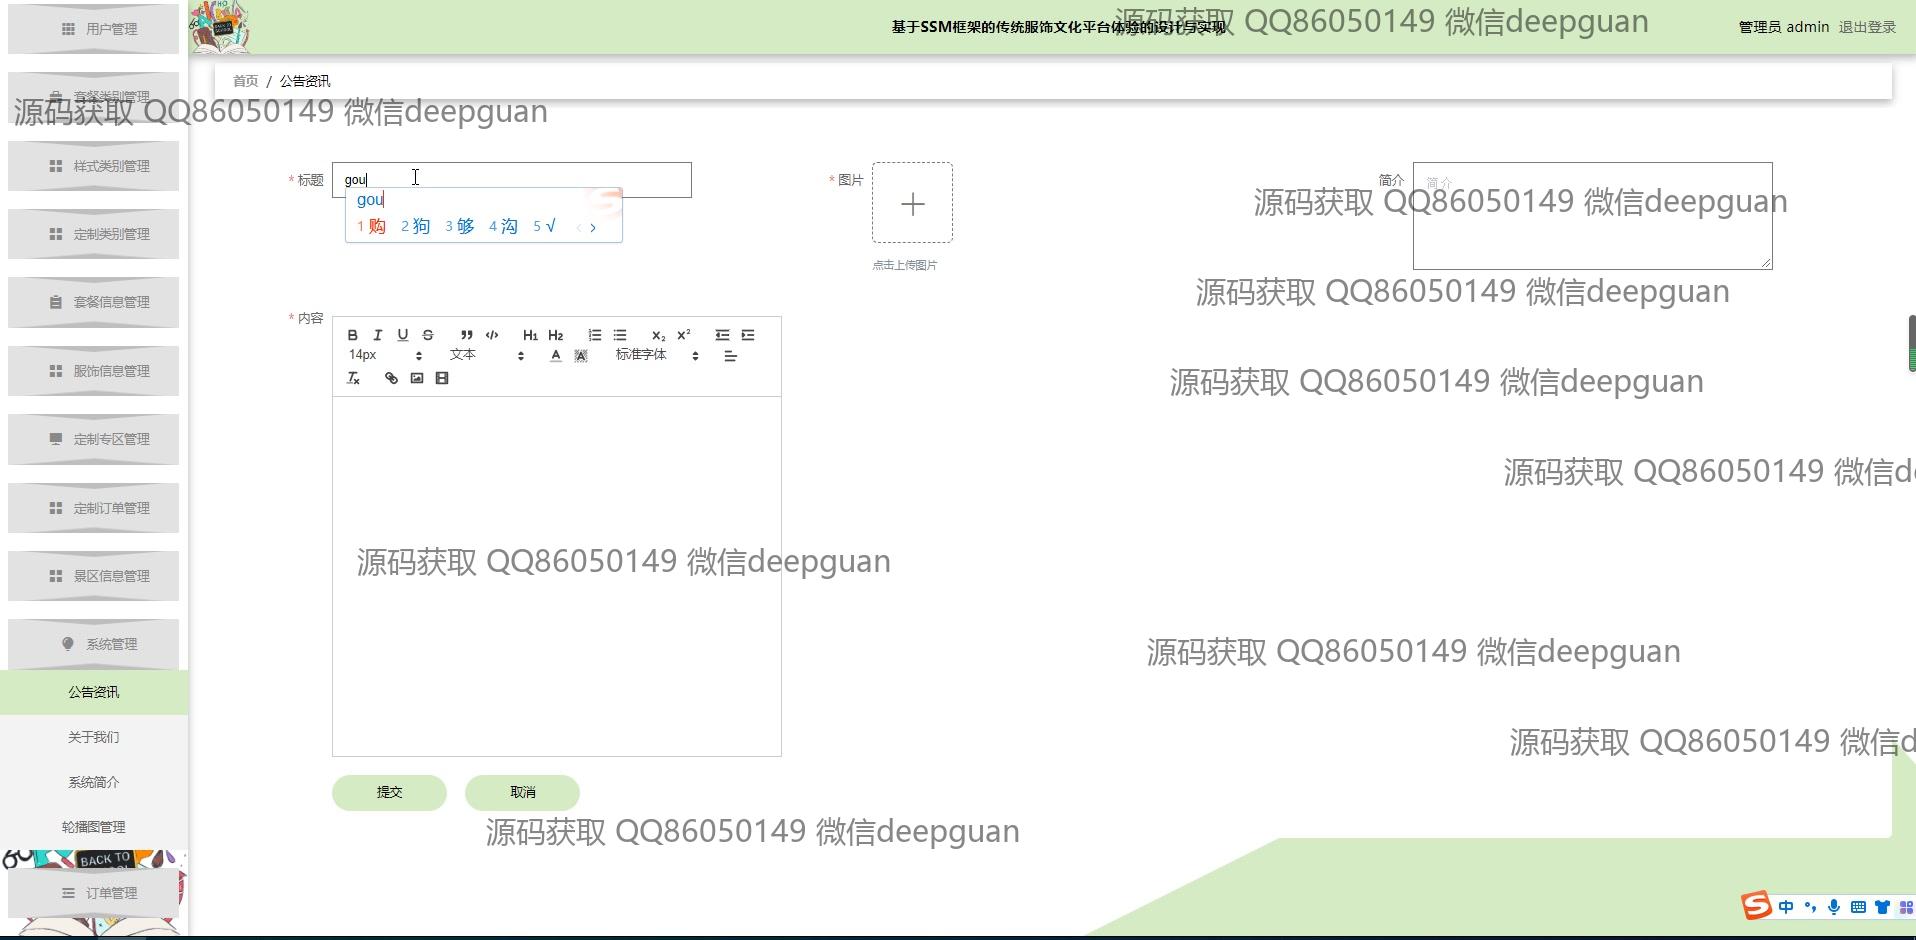 用户管理
基于SSM框架的传统服饰文化平台体验的设计与实现
源码获取 QQ86050149 微信deepguan
管理员 admin 退出登录
首页 / 公告资讯
套餐类别管理
源码获取 QQ86050149 微信deepguan
样式类别管理
* 标题
gou
gou
1 购 2 狗 3 够 4 沟 5 √
* 图片
点击上传图片
简介
简介
源码获取 QQ86050149 微信deepguan
定制类别管理
源码获取 QQ86050149 微信deepguan
套餐信息管理
* 内容
B I U S H1 H2 X2 X2
14px 文本 A A 标准字体
Tx
服饰信息管理
源码获取 QQ86050149 微信deepguan
定制专区管理
源码获取 QQ86050149 微信d
定制订单管理
源码获取 QQ86050149 微信deepguan
景区信息管理
系统管理
源码获取 QQ86050149 微信deepguan
公告资讯
关于我们
源码获取 QQ86050149 微信d
系统简介
提交 取消
轮播图管理
源码获取 QQ86050149 微信deepguan
BACK TO
订单管理
S 中